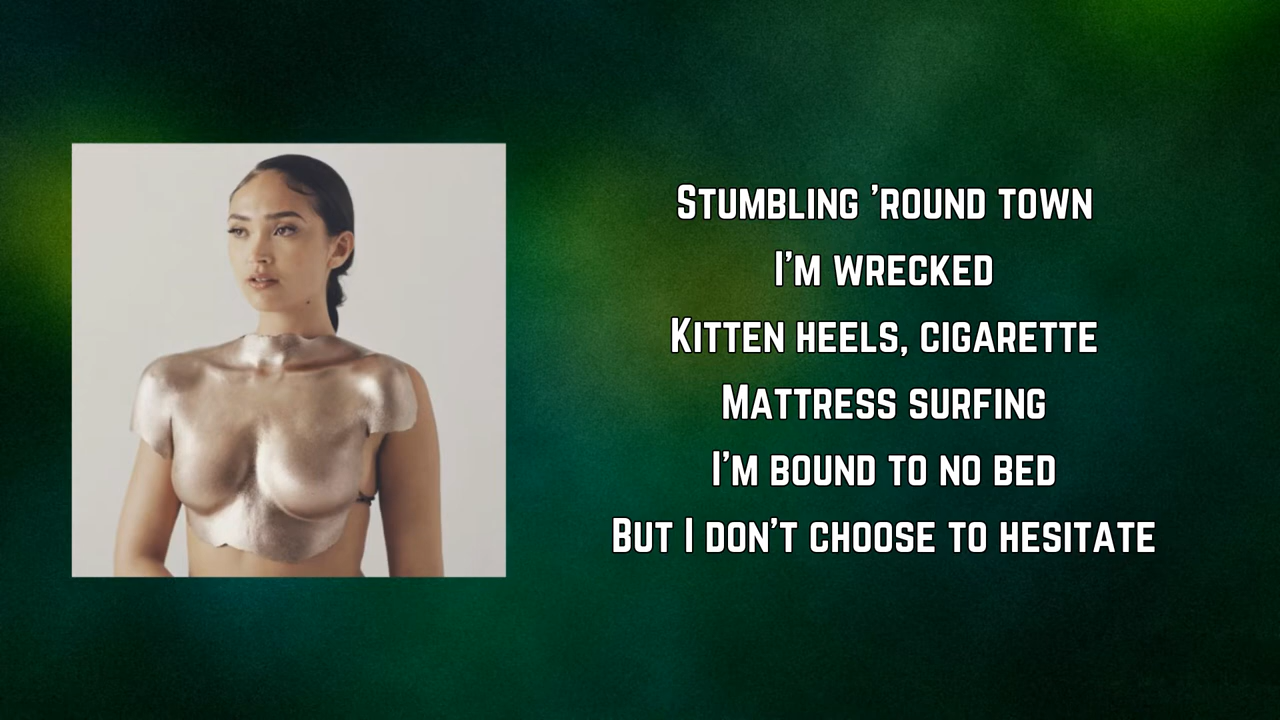 Stumbling ’round town
I’m wrecked
Kitten heels, cigarette
Mattress surfing
I’m bound to no bed
But I don’t choose to hesitate